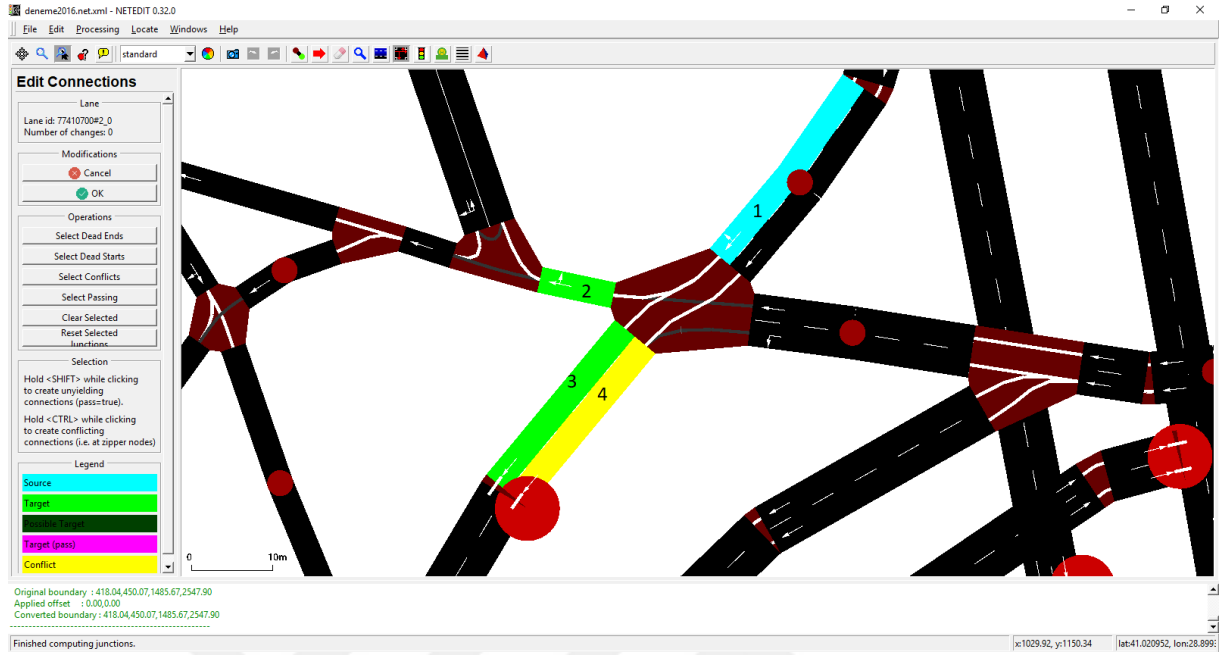 deneme2016.net.xml - NETEDIT 0.32.0
File Edit Processing Locate Windows Help
standard
Edit Connections
Lane
Lane id: 77410700#2_0
Number of changes: 0
Modifications
Cancel
OK
Operations
Select Dead Ends
Select Dead Starts
Select Conflicts
Select Passing
Clear Selected
Reset Selected
Junctions
Selection
Hold <SHIFT> while clicking
to create unyielding
connections (pass=true).
Hold <CTRL> while clicking
to create conflicting
connections (i.e. at zipper nodes)
Legend
Source
Target
Possible Target
Target (pass)
Conflict
1
2
3
4
0 10m
Original boundary : 418.04,450.07,1485.67,2547.90
Applied offset : 0.00,0.00
Converted boundary : 418.04,450.07,1485.67,2547.90
Finished computing junctions.
x:1029.92, y:1150.34
lat:41.020952, lon:28.899